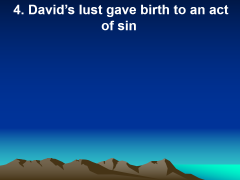 4. David’s lust gave birth to an act
of sin